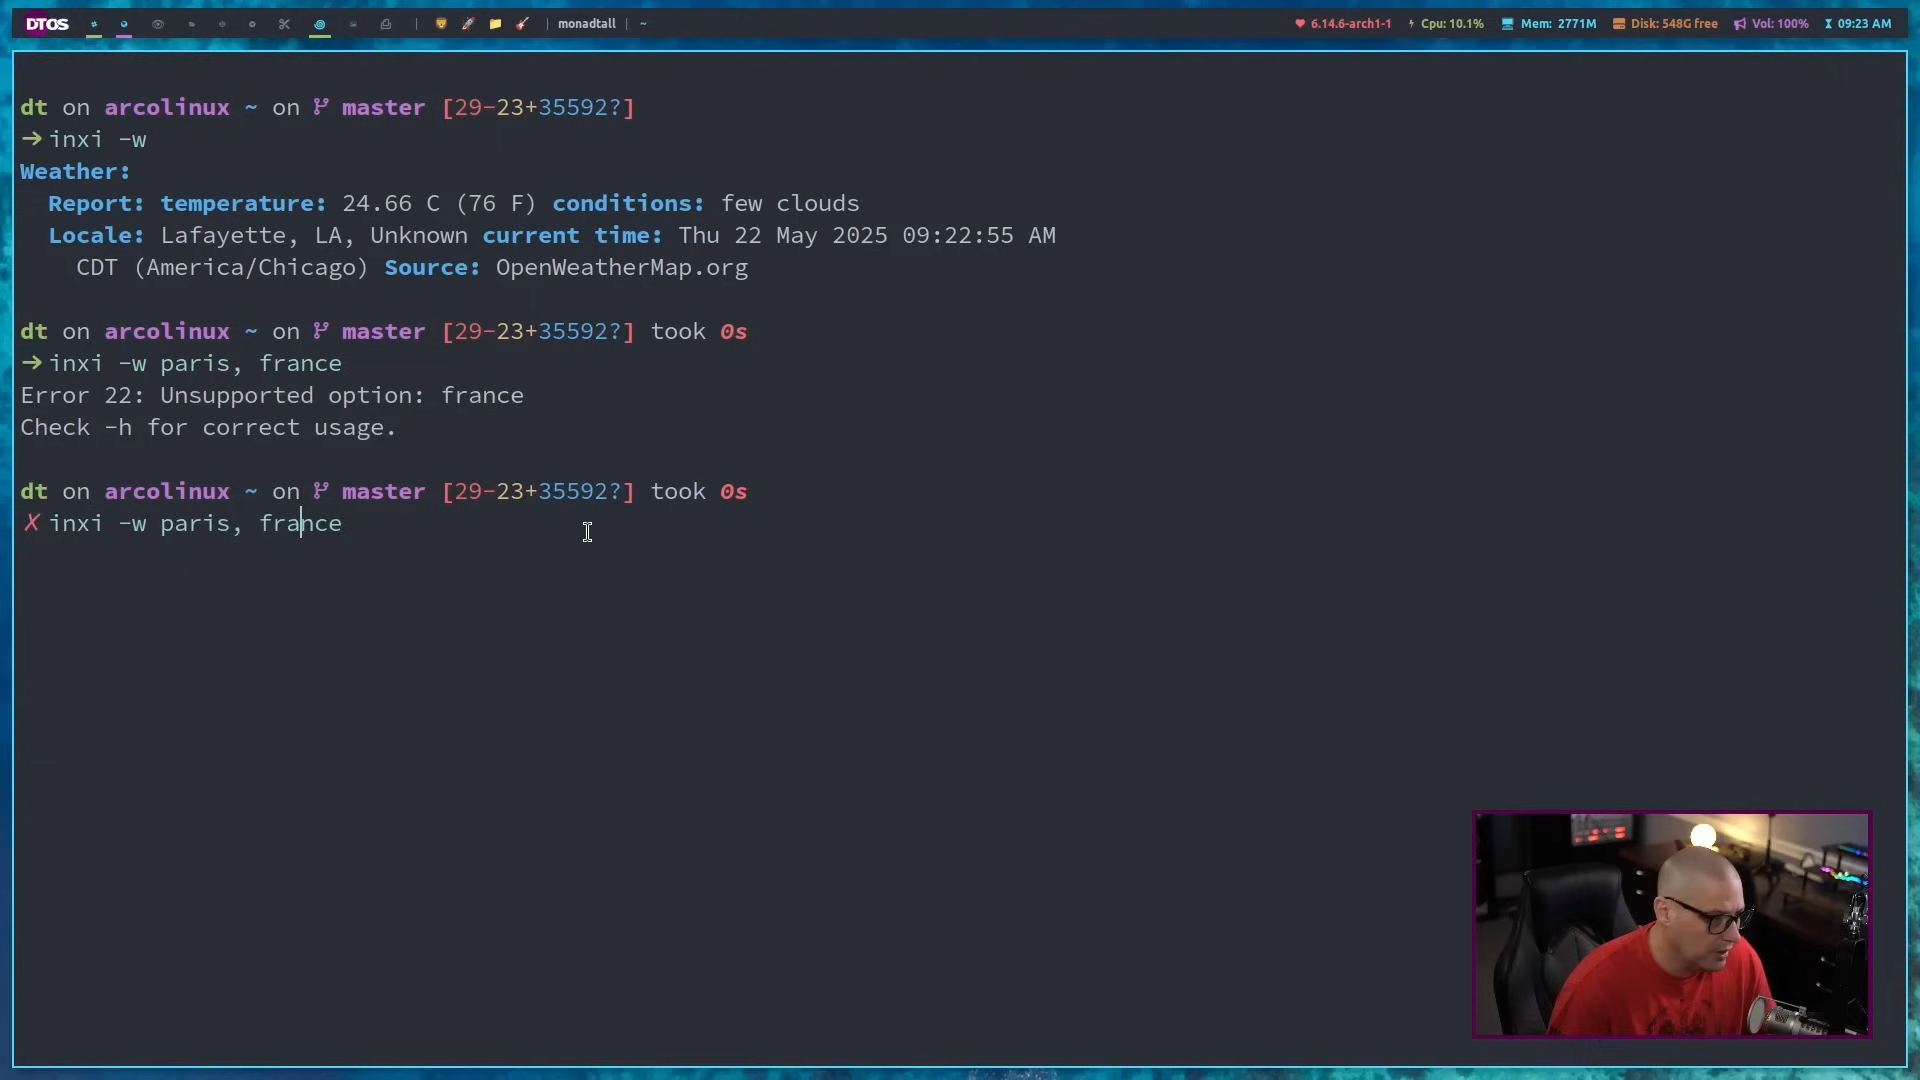 DTOS | monadtall | ~ 6.14.6-arch1-1 Cpu: 10.1% Mem: 2771M Disk: 548G free Vol: 100% 09:23 AM
dt on arcolinux ~ on master [29-23+35592?]
➜ inxi -w
Weather:
Report: temperature: 24.66 C (76 F) conditions: few clouds
Locale: Lafayette, LA, Unknown current time: Thu 22 May 2025 09:22:55 AM
CDT (America/Chicago) Source: OpenWeatherMap.org
dt on arcolinux ~ on master [29-23+35592?] took 0s
➜ inxi -w paris, france
Error 22: Unsupported option: france
Check -h for correct usage.
dt on arcolinux ~ on master [29-23+35592?] took 0s
✗ inxi -w paris, france